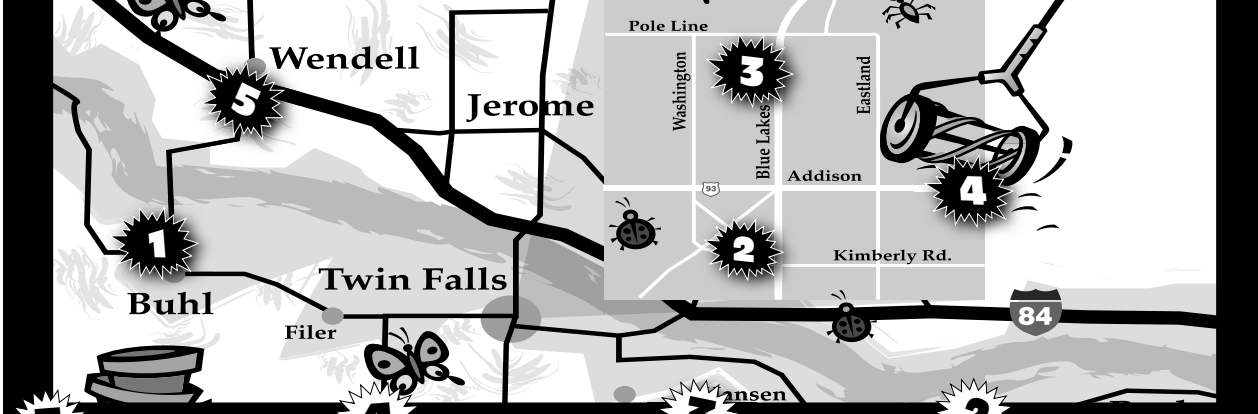 Pole Line
Wendell
3
5
Washington
Blue Lakes
Eastland
Jerome
Addison
93
4
1
2
Kimberly Rd.
Twin Falls
Buhl
Filer
84